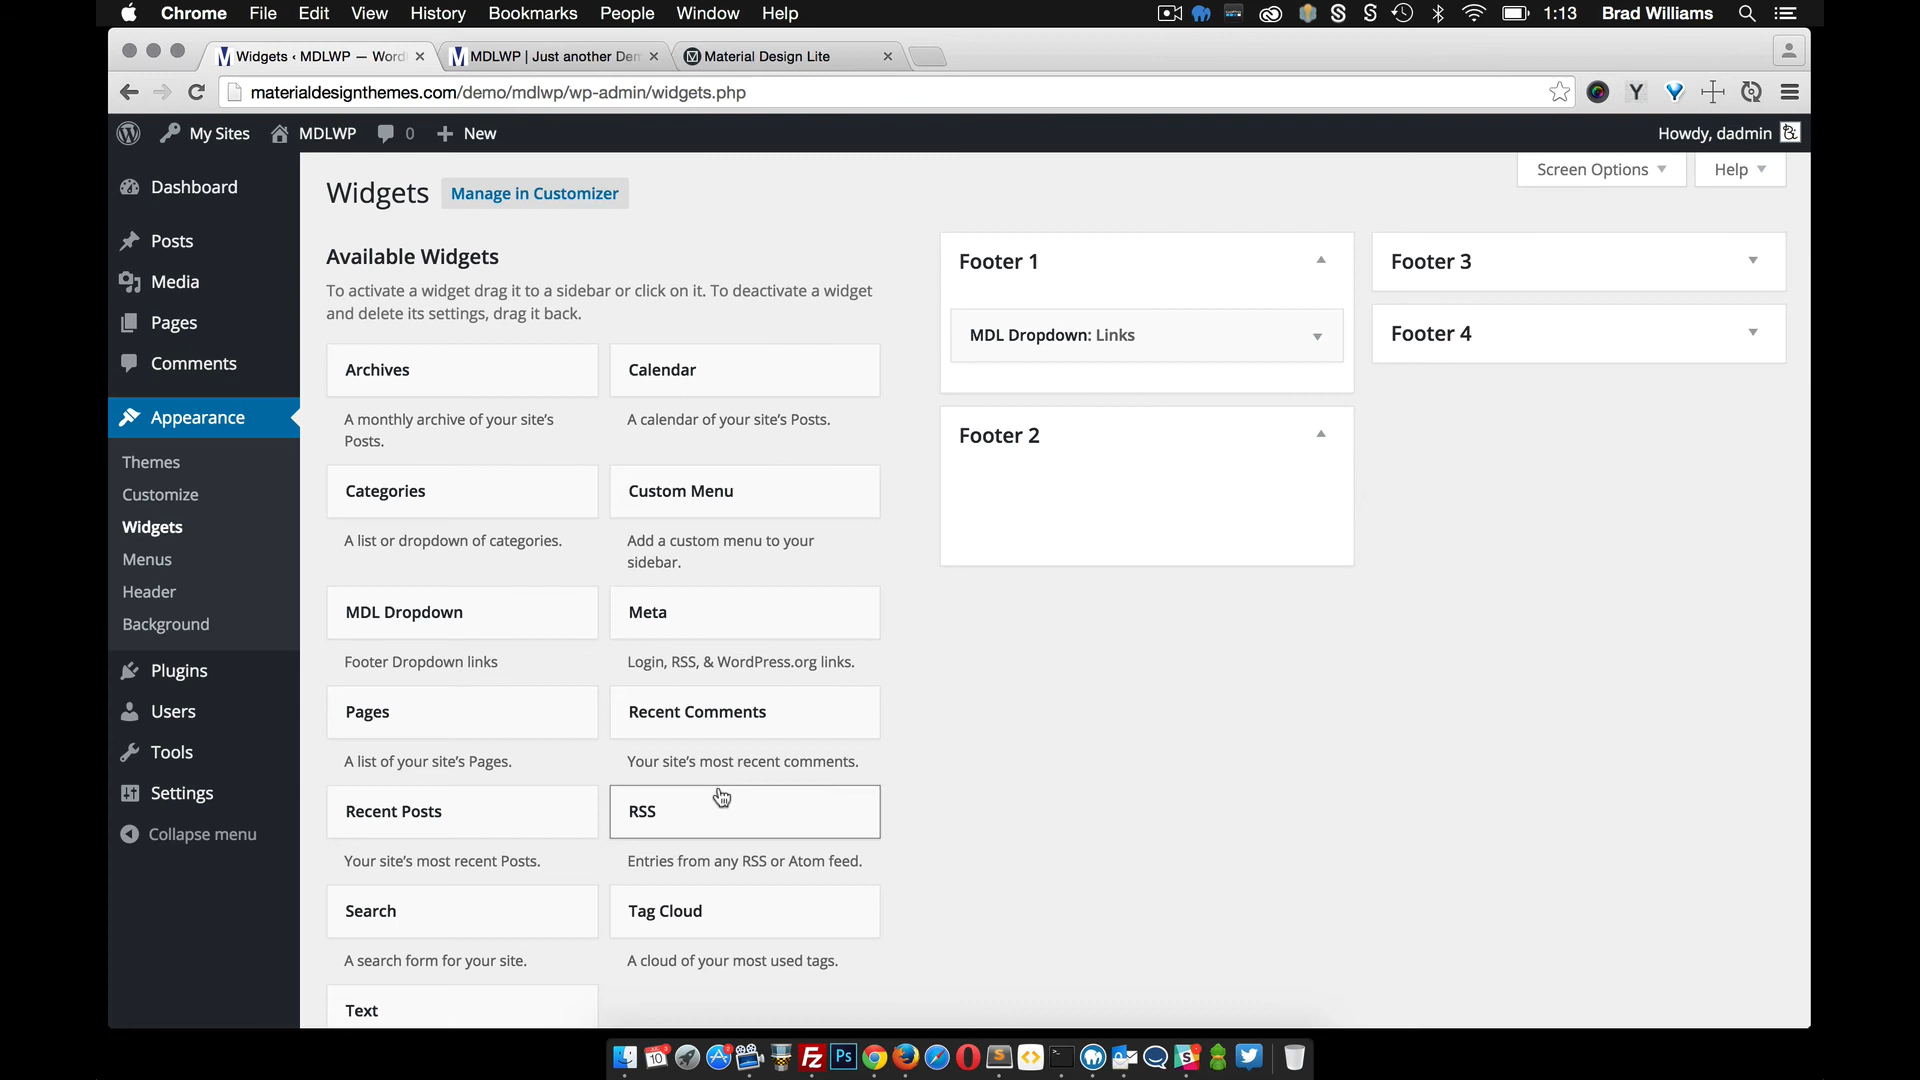 Chrome File Edit View History Bookmarks People Window Help 1:13 Brad Williams
Widgets ‹ MDLWP — Word
MDLWP | Just another Dem
Material Design Lite
materialdesignthemes.com/demo/mdlwp/wp-admin/widgets.php
My Sites MDLWP 0 + New Howdy, dadmin
Screen Options Help
Dashboard
Posts
Media
Pages
Comments
Appearance
Themes
Customize
Widgets
Menus
Header
Background
Plugins
Users
Tools
Settings
Collapse menu
Widgets Manage in Customizer
Available Widgets
To activate a widget drag it to a sidebar or click on it. To deactivate a widget
and delete its settings, drag it back.
Archives
A monthly archive of your site’s
Posts.
Calendar
A calendar of your site’s Posts.
Categories
A list or dropdown of categories.
Custom Menu
Add a custom menu to your
sidebar.
MDL Dropdown
Footer Dropdown links
Meta
Login, RSS, & WordPress.org links.
Pages
A list of your site’s Pages.
Recent Comments
Your site’s most recent comments.
Recent Posts
Your site’s most recent Posts.
RSS
Entries from any RSS or Atom feed.
Search
A search form for your site.
Tag Cloud
A cloud of your most used tags.
Text
Footer 1
MDL Dropdown: Links
Footer 2
Footer 3
Footer 4
10
Fz
Ps